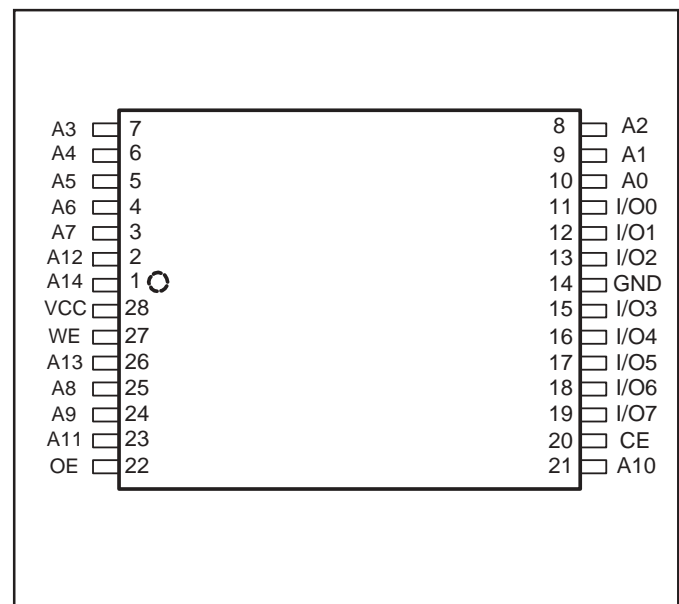 A3 7 8 A2
A4 6 9 A1
A5 5 10 A0
A6 4 11 I/O0
A7 3 12 I/O1
A12 2 13 I/O2
A14 1 14 GND
VCC 28 15 I/O3
WE 27 16 I/O4
A13 26 17 I/O5
A8 25 18 I/O6
A9 24 19 I/O7
A11 23 20 CE
OE 22 21 A10